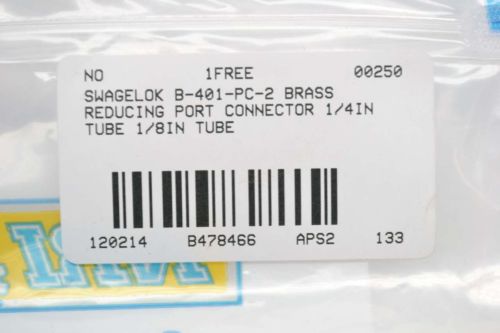 NO 1FREE 00250
SWAGELOK B-401-PC-2 BRASS
REDUCING PORT CONNECTOR 1/4IN
TUBE 1/8IN TUBE
120214 B478466 APS2 133